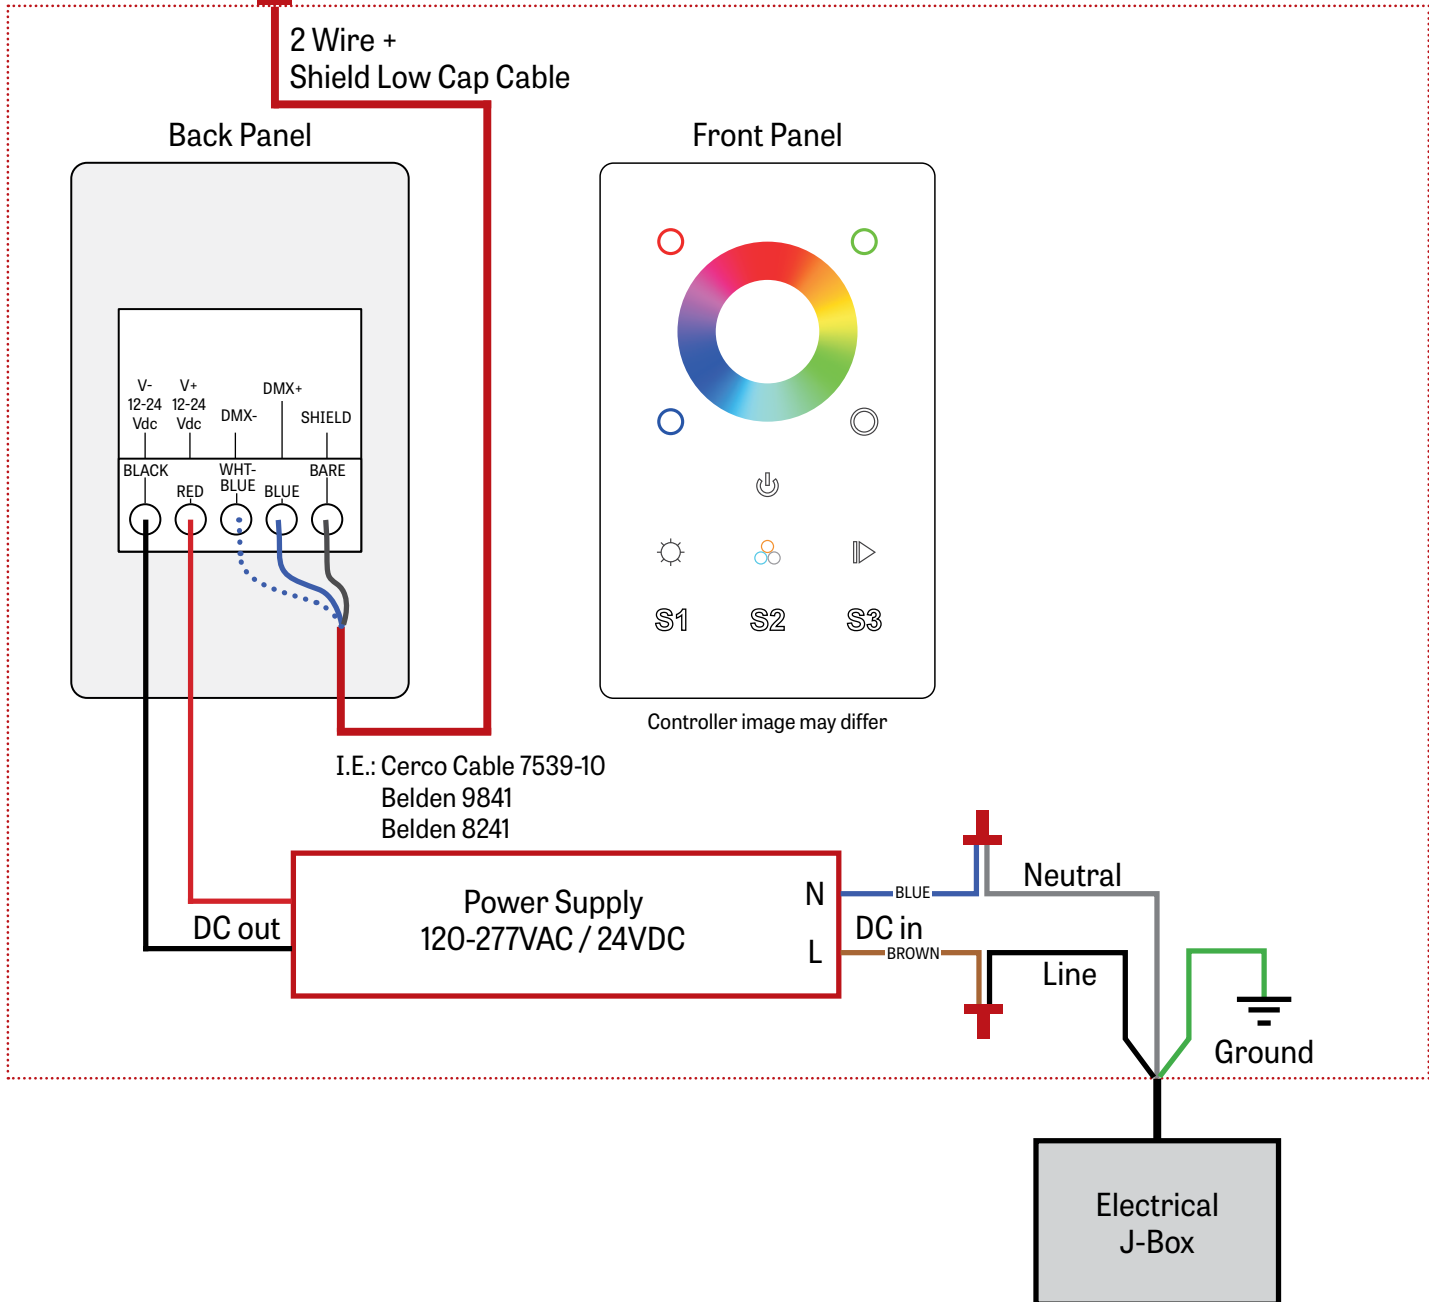 2 Wire +
Shield Low Cap Cable
Back Panel
Front Panel
V-
12-24
Vdc
V+
12-24
Vdc
DMX-
DMX+
SHIELD
BLACK
RED
WHT-
BLUE
BLUE
BARE
S1
S2
S3
Controller image may differ
I.E.: Cerco Cable 7539-10
Belden 9841
Belden 8241
DC out
Power Supply
120-277VAC / 24VDC
N
L
DC in
BLUE
BROWN
Neutral
Line
Ground
Electrical
J-Box